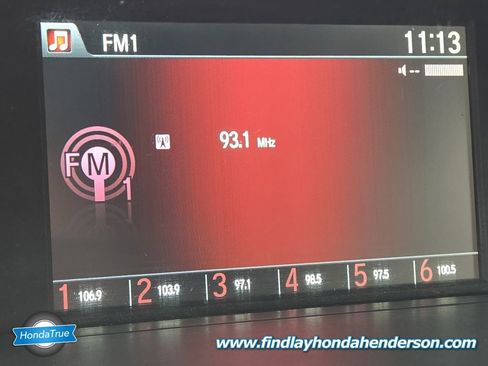 FM1
11:13
--
FM
1
93.1 MHz
1 106.9 2 103.9 3 97.1 4 98.5 5 97.5 6 100.5
HondaTrue
www.findlayhondahenderson.com